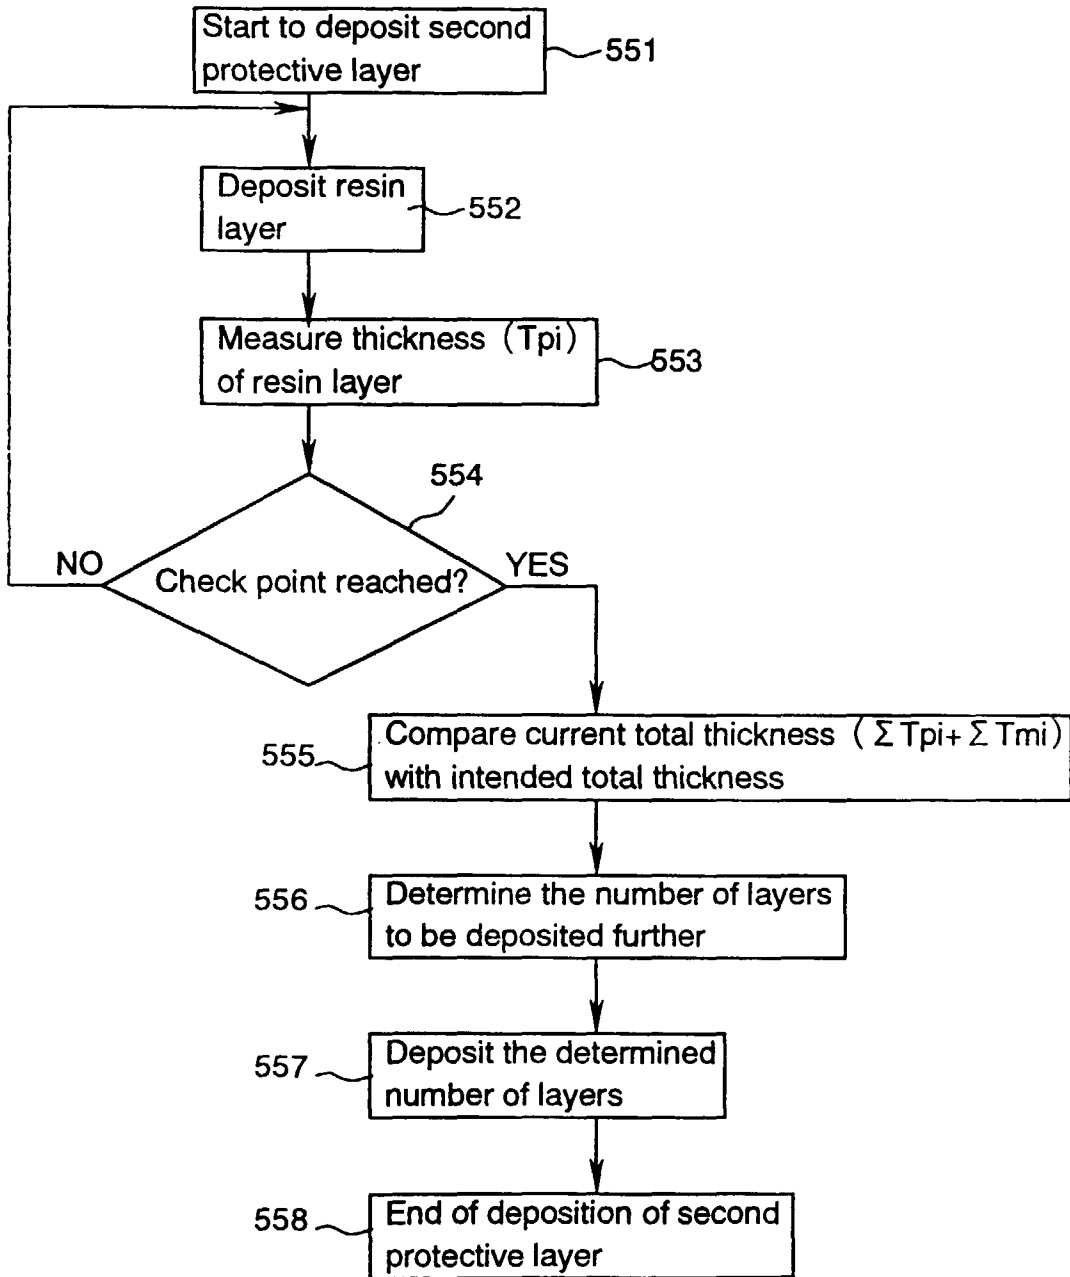 Start to deposit second
protective layer
551
Deposit resin
layer
552
Measure thickness (Tpi)
of resin layer
553
554
NO
Check point reached?
YES
Compare current total thickness (ΣTpi+ΣTmi)
with intended total thickness
555
Determine the number of layers
to be deposited further
556
Deposit the determined
number of layers
557
End of deposition of second
protective layer
558